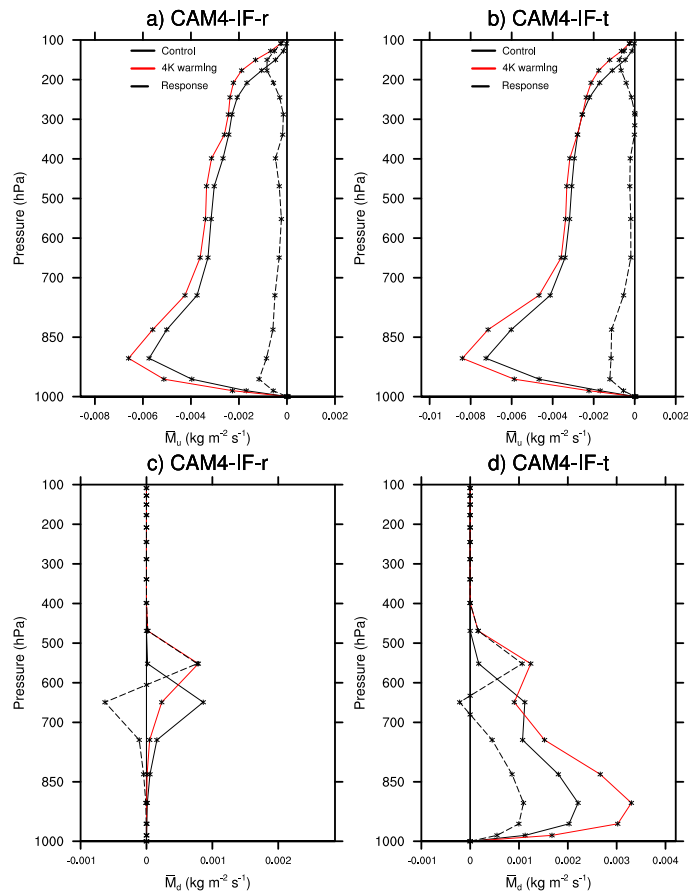 a) CAM4-IF-r
b) CAM4-IF-t
100
200
300
400
500
600
700
850
1000
Pressure (hPa)
Control
4K warming
Response
-0.008 -0.006 -0.004 -0.002 0 0.002
M̅u (kg m-2 s-1)
100
200
300
400
500
600
700
850
1000
Pressure (hPa)
Control
4K warming
Response
-0.01 -0.008 -0.006 -0.004 -0.002 0
M̅u (kg m-2 s-1)
c) CAM4-IF-r
d) CAM4-IF-t
100
200
300
400
500
600
700
850
1000
Pressure (hPa)
-0.001 0 0.001 0.002
M̅d (kg m-2 s-1)
100
200
300
400
500
600
700
850
1000
Pressure (hPa)
-0.001 0 0.001 0.002 0.003 0.004
M̅d (kg m-2 s-1)